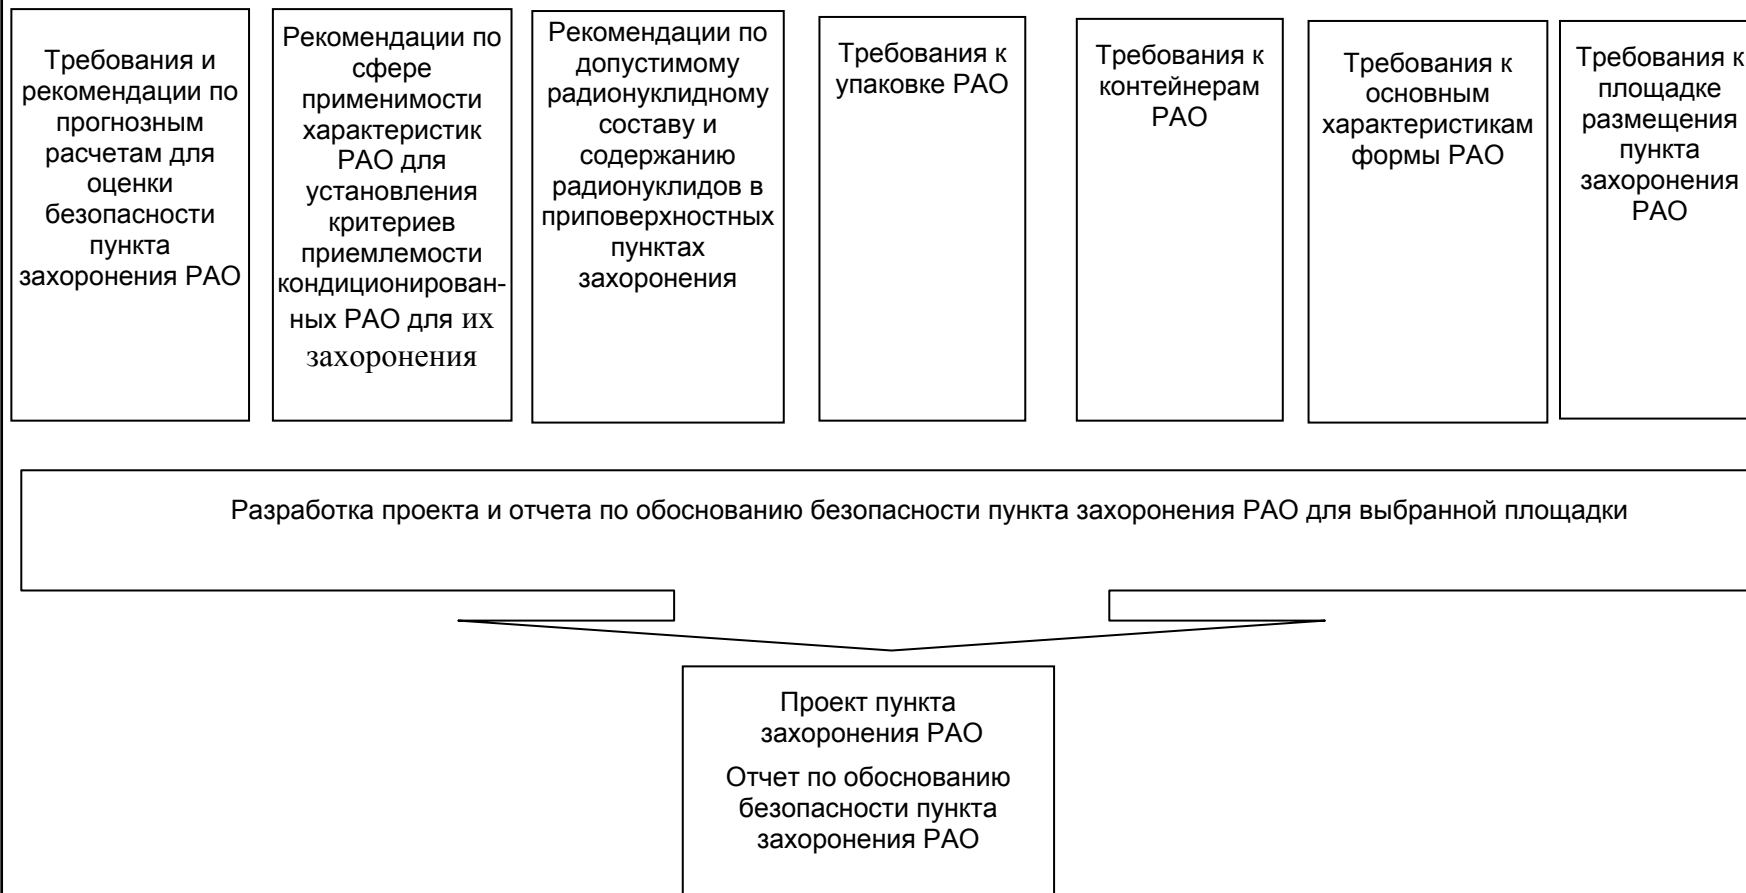 Требования и
рекомендации по
прогнозным
расчетам для
оценки
безопасности
пункта
захоронения РАО
Рекомендации по
сфере
применимости
характеристик
РАО для
установления
критериев
приемлемости
кондиционирован-
ных РАО для их
захоронения
Рекомендации по
допустимому
радионуклидному
составу и
содержанию
радионуклидов в
приповерхностных
пунктах
захоронения
Требования к
упаковке РАО
Требования к
контейнерам
РАО
Требования к
основным
характеристикам
формы РАО
Требования к
площадке
размещения
пункта
захоронения
РАО
Разработка проекта и отчета по обоснованию безопасности пункта захоронения РАО для выбранной площадки
Проект пункта
захоронения РАО
Отчет по обоснованию
безопасности пункта
захоронения РАО